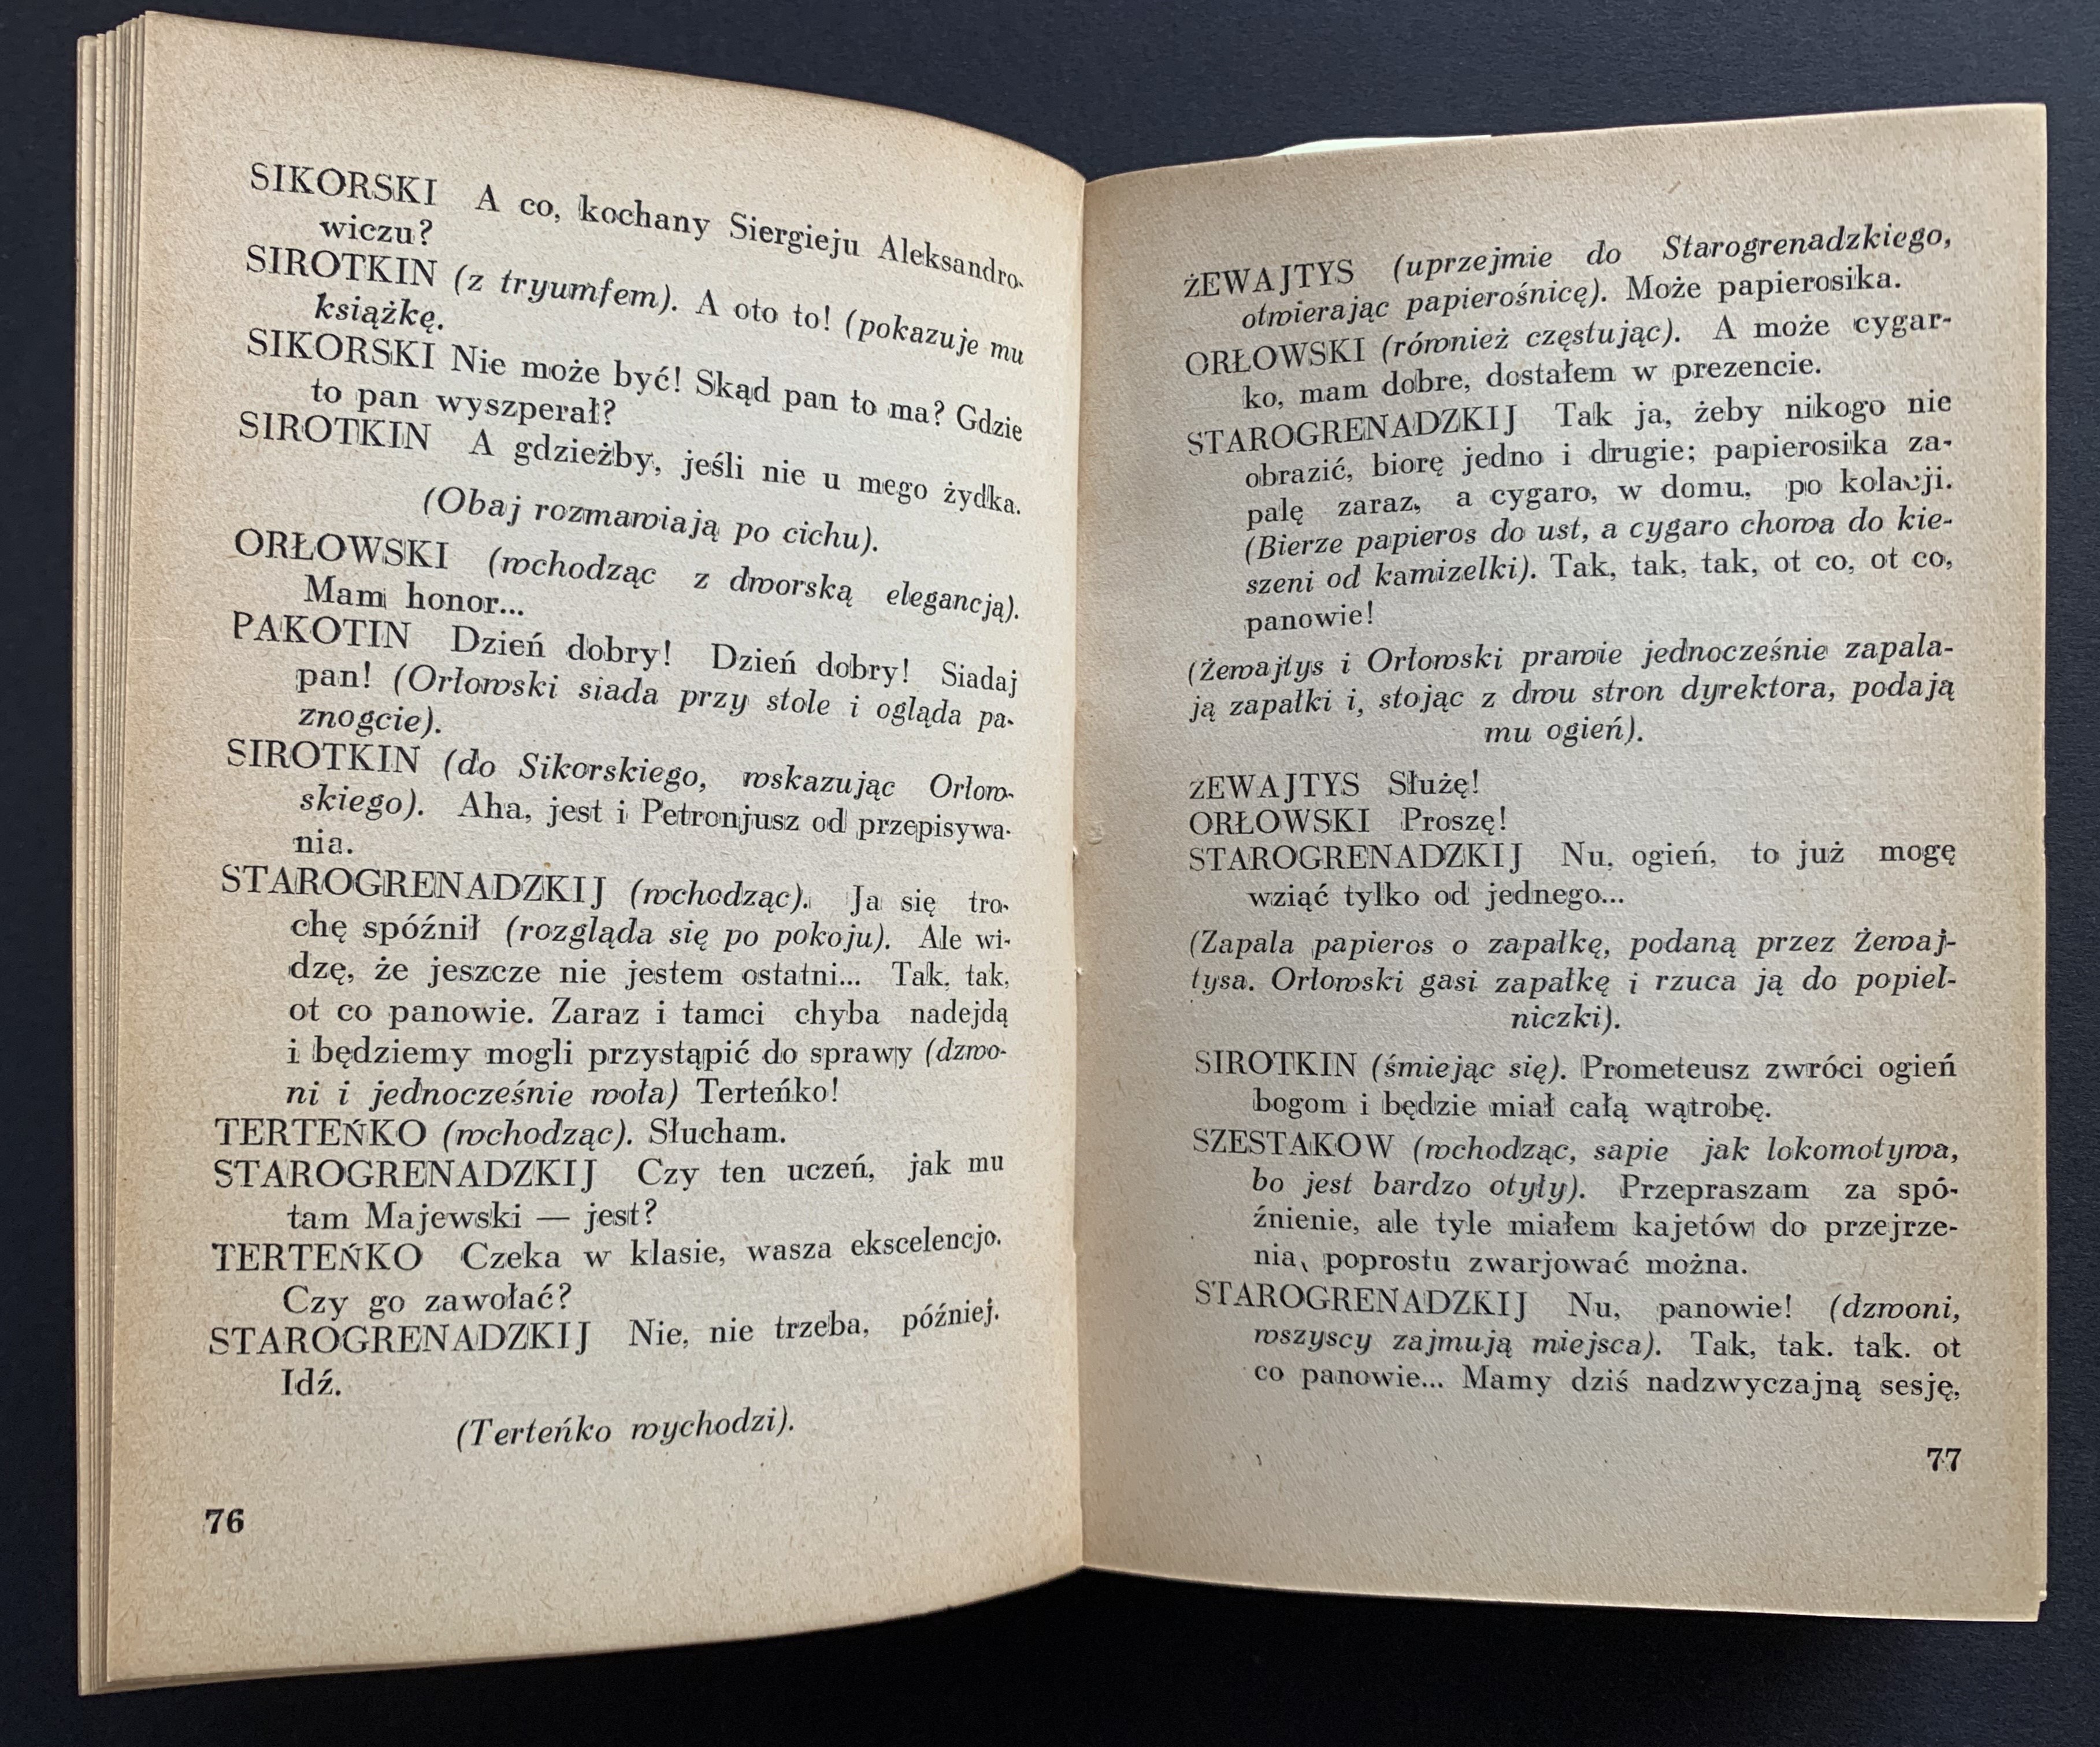 SIKORSKI A co, kochany Siergieju Aleksandro-
wiczu?
SIROTKIN (z tryumfem). A oto to! (pokazuje mu
książkę.
SIKORSKI Nie może być! Skąd pan to ma? Gdzie
to pan wyszperał?
SIROTKIN A gdzieżby, jeśli nie u mego żydka.
(Obaj rozmawiają po cichu).
ORŁOWSKI (wchodząc z dworską elegancją).
Mam honor...
PAKOTIN Dzień dobry! Dzień dobry! Siadaj
pan! (Orłowski siada przy stole i ogląda pa-
znogcie).
SIROTKIN (do Sikorskiego, wskazując Orłow-
skiego). Aha, jest i Petronjusz od przepisywa-
nia.
STAROGRENADZKIJ (wchodząc). Ja się tro-
chę spóźnił (rozgląda się po pokoju). Ale wi-
dzę, że jeszcze nie jestem ostatni... Tak, tak,
ot co panowie. Zaraz i tamci chyba nadejdą
i będziemy mogli przystąpić do sprawy (dzwo-
ni i jednocześnie woła) Terteńko!
TERTEŃKO (wchodząc). Słucham.
STAROGRENADZKIJ Czy ten uczeń, jak mu
tam Majewski — jest?
TERTEŃKO Czeka w klasie, wasza ekscelencjo.
Czy go zawołać?
STAROGRENADZKIJ Nie, nie trzeba, później.
Idź.
(Terteńko wychodzi).
76
ŻEWAJTYS (uprzejmie do Starogrenadzkiego,
otwierając papierośnicę). Może papierosika.
ORŁOWSKI (również częstując). A może cygar-
ko, mam dobre, dostałem w prezencie.
STAROGRENADZKIJ Tak ja, żeby nikogo nie
obrazić, biorę jedno i drugie; papierosika za-
palę zaraz, a cygaro, w domu, po kolacji.
(Bierze papieros do ust, a cygaro chowa do kie-
szeni od kamizelki). Tak, tak, tak, ot co, ot co,
panowie!
(Żewajtys i Orłowski prawie jednocześnie zapala-
ją zapałki i, stojąc z dwu stron dyrektora, podają
mu ogień).
ŻEWAJTYS Służę!
ORŁOWSKI Proszę!
STAROGRENADZKIJ Nu, ogień, to już mogę
wziąć tylko od jednego...
(Zapala papieros o zapałkę, podaną przez Żewaj-
tysa. Orłowski gasi zapałkę i rzuca ją do popiel-
niczki).
SIROTKIN (śmiejąc się). Prometeusz zwróci ogień
bogom i będzie miał całą wątrobę.
SZESTAKOW (wchodząc, sapie jak lokomotywa,
bo jest bardzo otyły). Przepraszam za spó-
źnienie, ale tyle miałem kajetów do przejrze-
nia, poprostu zwarjować można.
STAROGRENADZKIJ Nu, panowie! (dzwoni,
wszyscy zajmują miejsca). Tak, tak. tak. ot
co panowie... Mamy dziś nadzwyczajną sesję,
77